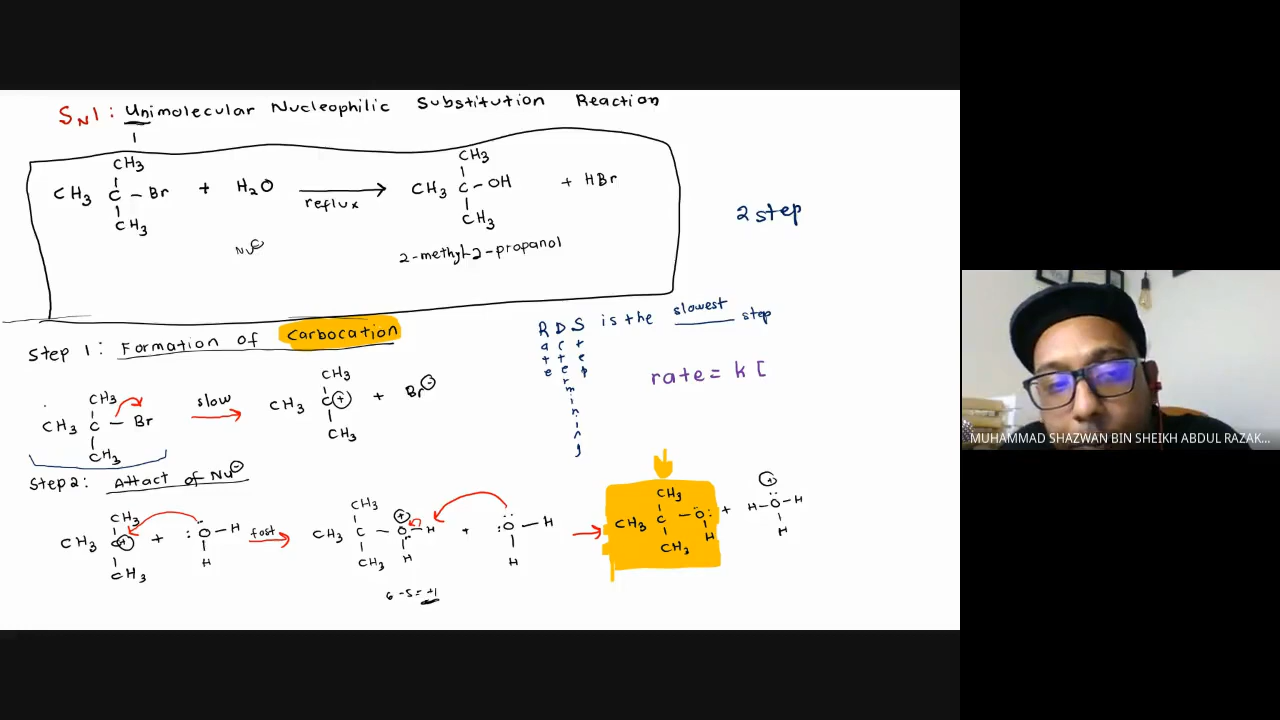 SN1: Unimolecular Nucleophilic Substitution Reaction
1
CH3 CH3
CH3 C - Br + H2O CH3 C - OH + HBr
reflux
CH3 CH3
Nu⊖
2-methyl-2-propanol
2 step
Step 1: Formation of Carbocation
RDS is the slowest step
Rate
Determining
Step
rate = k [
CH3 CH3
CH3 C - Br slow CH3 C⊕ + Br⊖
CH3 CH3
Step 2: Attact of Nu⊖
CH3 CH3 CH3 ⊕
CH3 C⊕ + :Ö - H fast CH3 C - O⊕ - H + :Ö - H CH3 C - Ö: + H - Ö - H
CH3 H CH3 H H CH3 H H
6 - 5 = +1
MUHAMMAD SHAZWAN BIN SHEIKH ABDUL RAZAK...